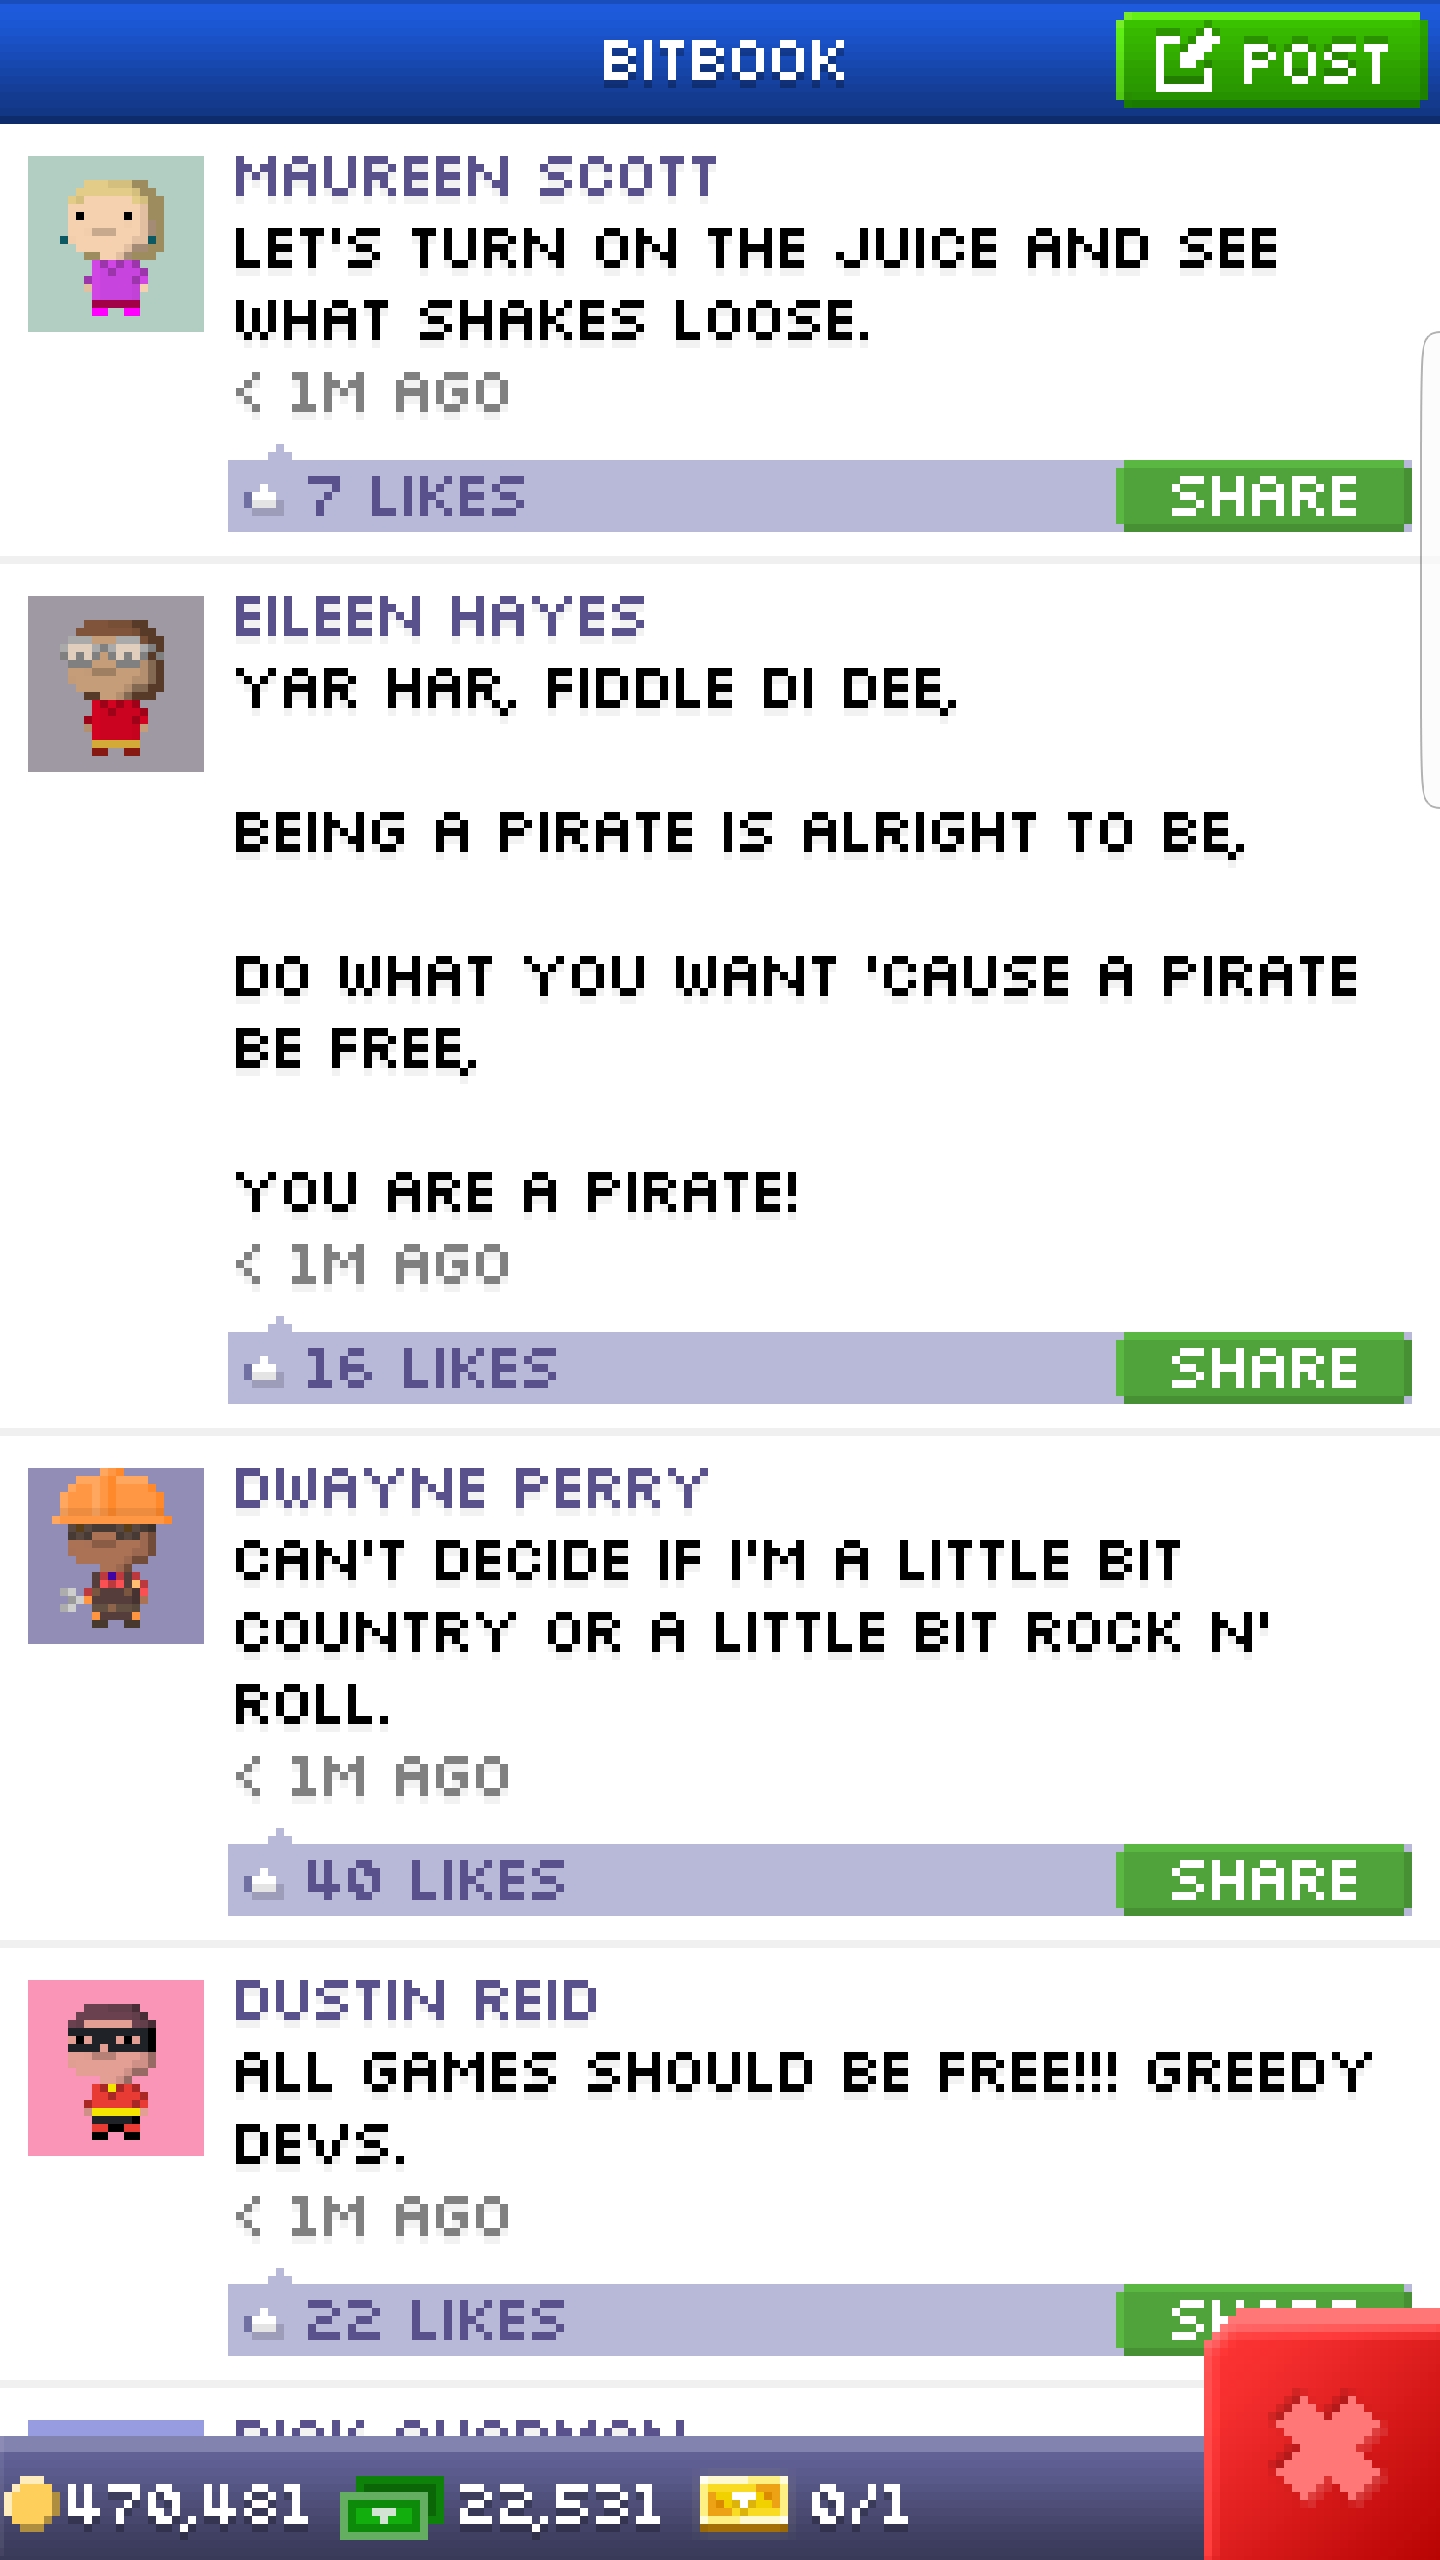 BITBOOK
POST
MAUREEN SCOTT
LET'S TURN ON THE JUICE AND SEE
WHAT SHAKES LOOSE.
< 1M AGO
7 LIKES
SHARE
EILEEN HAYES
YAR HAR, FIDDLE DI DEE,
BEING A PIRATE IS ALRIGHT TO BE,
DO WHAT YOU WANT 'CAUSE A PIRATE
BE FREE,
YOU ARE A PIRATE!
< 1M AGO
16 LIKES
SHARE
DWAYNE PERRY
CAN'T DECIDE IF I'M A LITTLE BIT
COUNTRY OR A LITTLE BIT ROCK N'
ROLL.
< 1M AGO
40 LIKES
SHARE
DUSTIN REID
ALL GAMES SHOULD BE FREE!!! GREEDY
DEVS.
< 1M AGO
22 LIKES
470,481
22,531
0/1